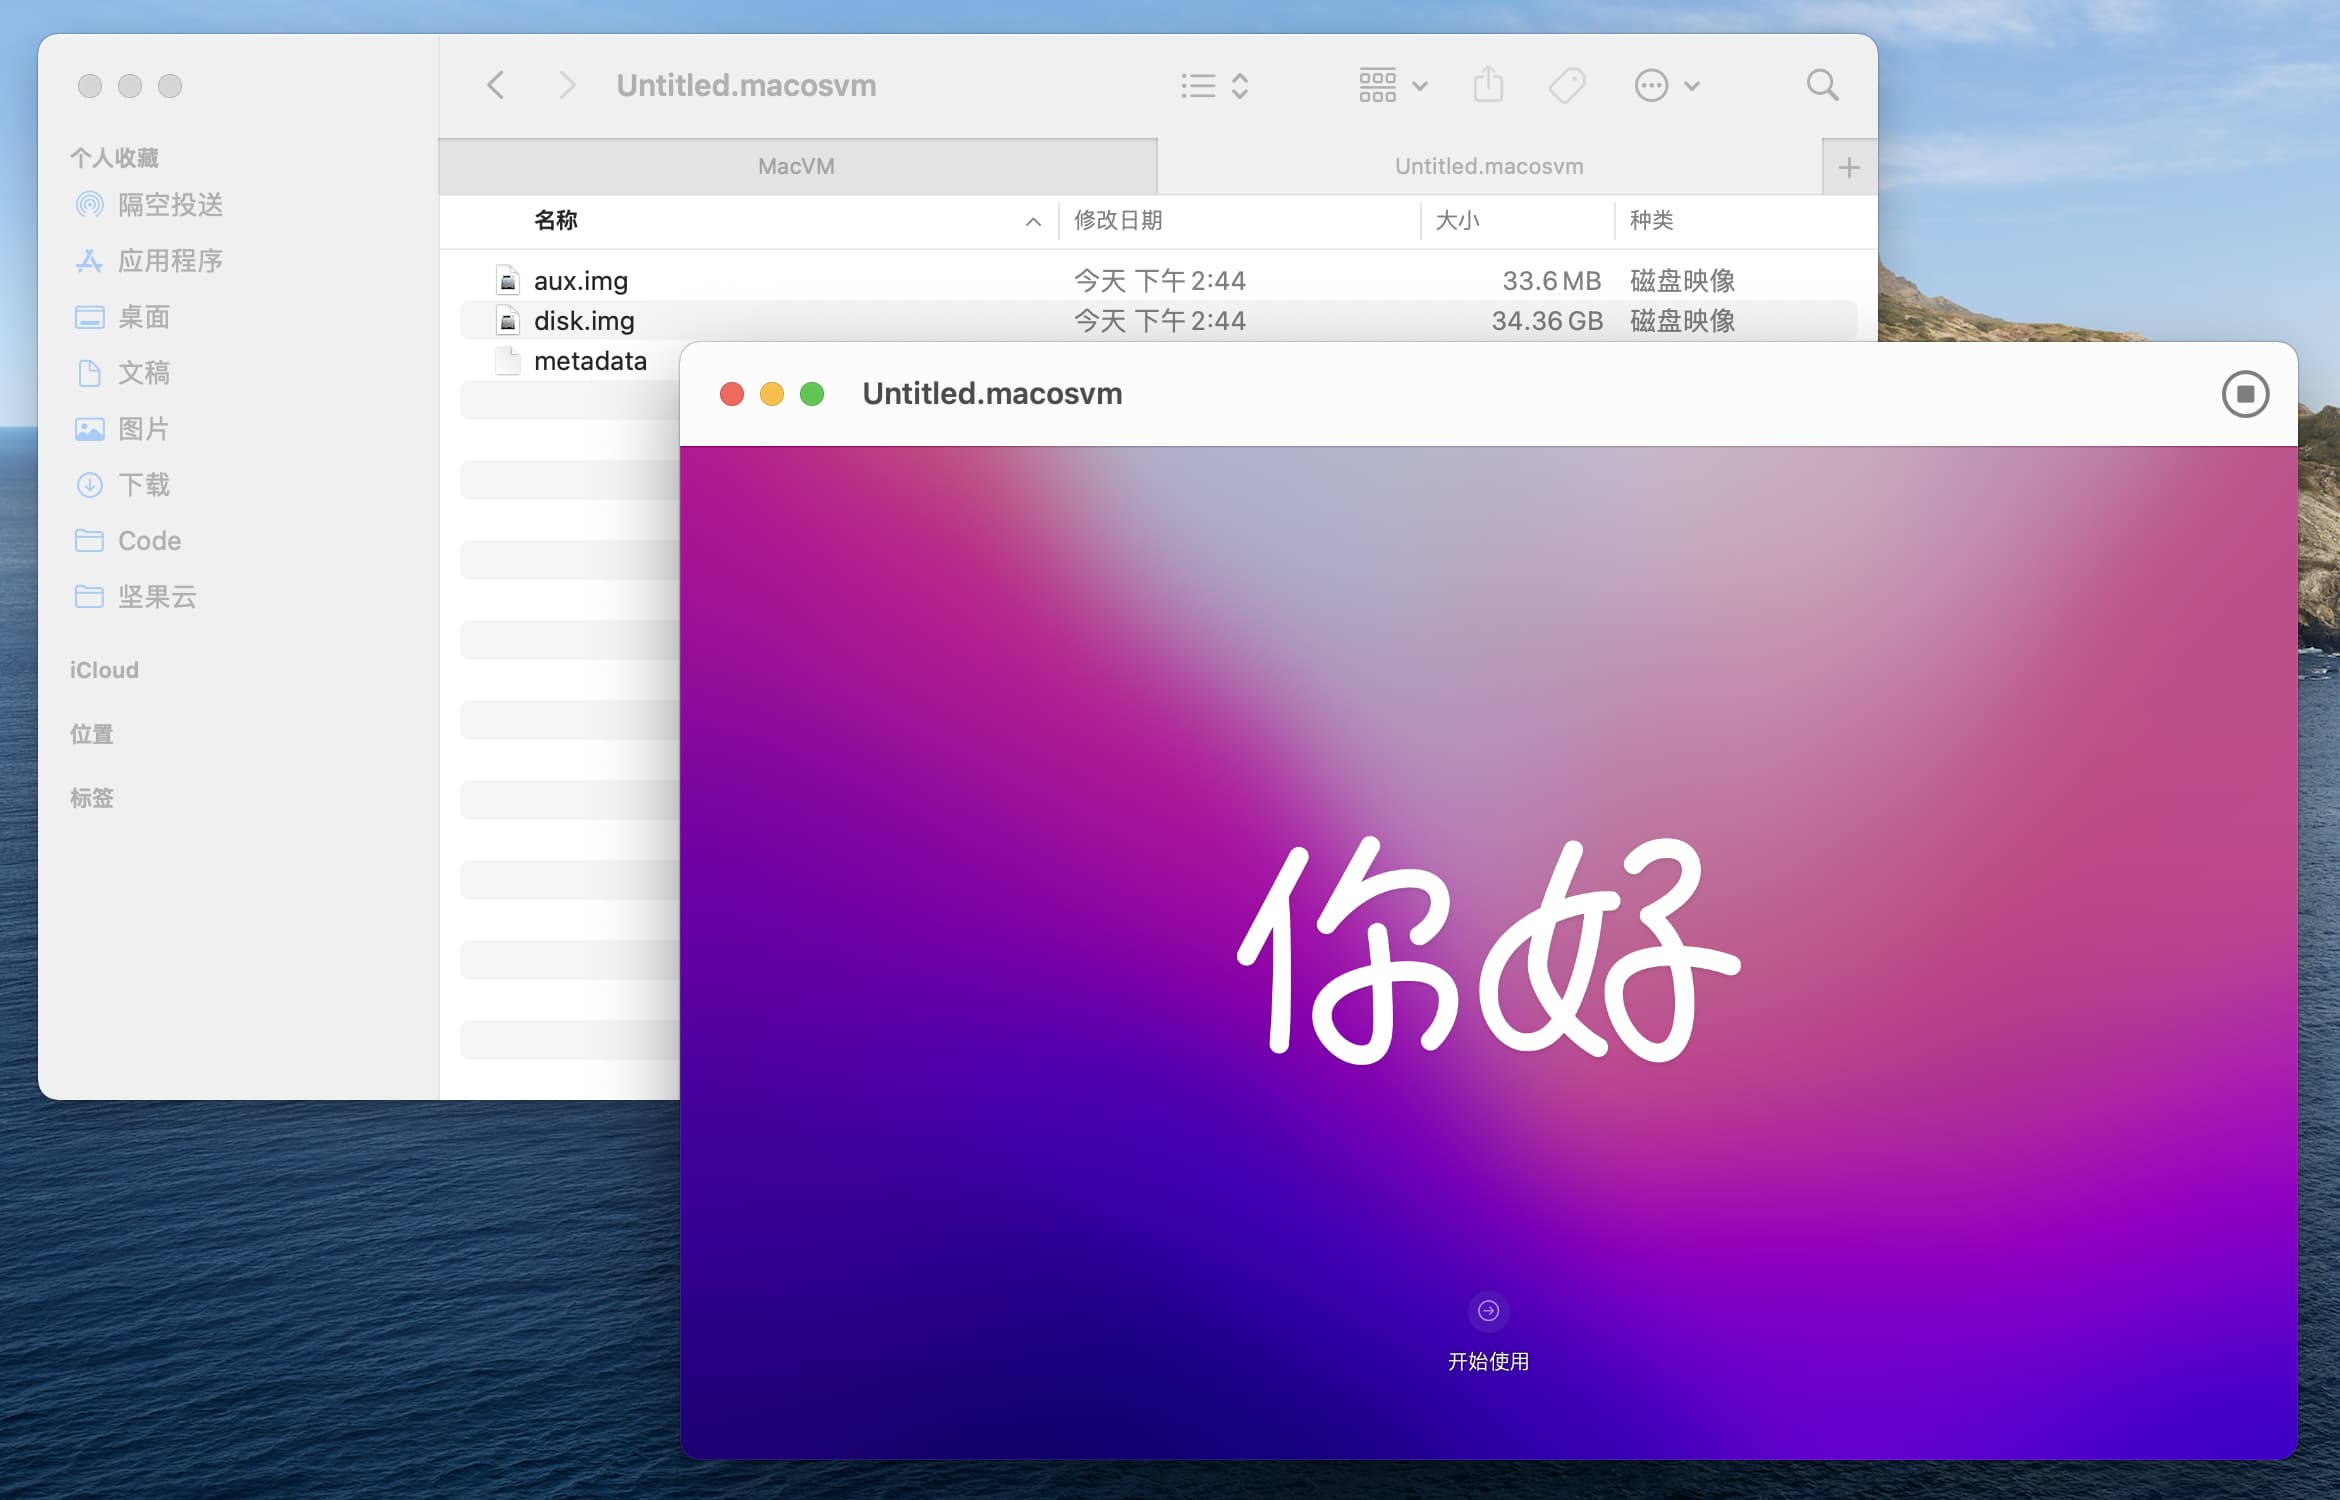 Untitled.macosvm
MacVM
Untitled.macosvm
个人收藏
隔空投送
应用程序
桌面
文稿
图片
下载
Code
坚果云
iCloud
位置
标签
名称 修改日期 大小 种类
aux.img 今天 下午 2:44 33.6 MB 磁盘映像
disk.img 今天 下午 2:44 34.36 GB 磁盘映像
metadata
Untitled.macosvm
你好
开始使用